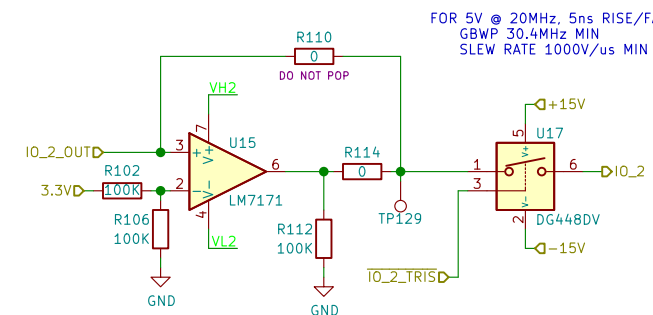 FOR 5V @ 20MHz, 5ns RISE/FA
GBWP 30.4MHz MIN
SLEW RATE 1000V/us MIN
R110
0
DO NOT POP
VH2
+15V
7
U15
5
U17
IO_2_OUT
3
+
V+
V+
R114
R102
6
0
1
6
IO_2
3.3V
100K
2
-
V-
LM7171
3
4
V-
R106
100K
R112
100K
TP129
2
DG448DV
VL2
-15V
IO_2_TRIS
GND
GND